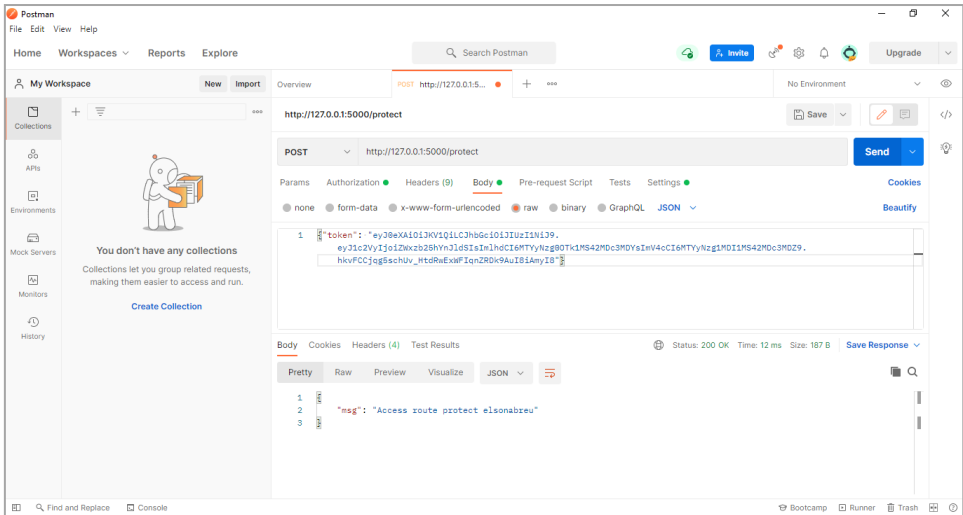 Postman
File Edit View Help
Home Workspaces Reports Explore
Search Postman
Invite
Upgrade
My Workspace
New Import
Overview
POST http://127.0.0.1:5...
No Environment
Collections
APIs
Environments
Mock Servers
Monitors
History
You don't have any collections
Collections let you group related requests,
making them easier to access and run.
Create Collection
http://127.0.0.1:5000/protect
Save
POST http://127.0.0.1:5000/protect
Send
Params Authorization Headers (9) Body Pre-request Script Tests Settings
Cookies
none form-data x-www-form-urlencoded raw binary GraphQL JSON
Beautify
1 {"token": "eyJ0eXAiOiJKV1QiLCJhbGciOiJIUzI1NiJ9.
Body Cookies Headers (4) Test Results
Status: 200 OK Time: 12 ms Size: 187 B Save Response
Pretty Raw Preview Visualize JSON
1 {
2 "msg": "Access route protect elsonabreu"
3 }
Find and Replace Console
Bootcamp Runner Trash